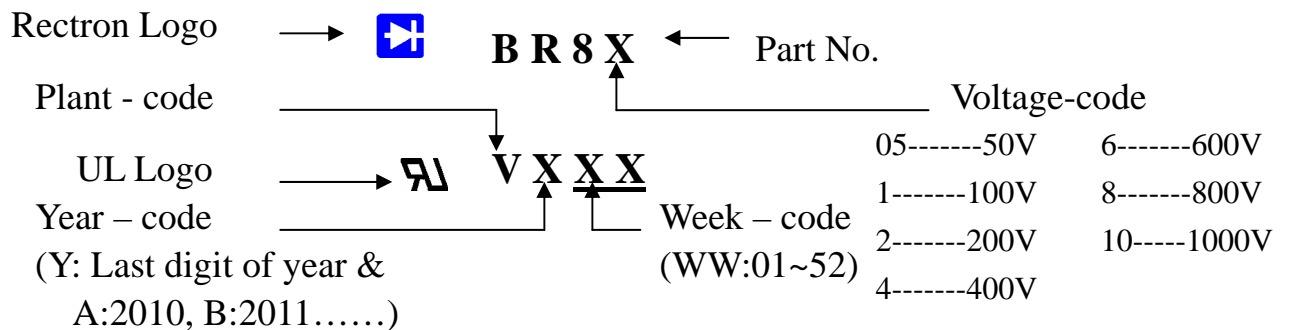 Rectron Logo B R 8 X Part No.
Plant - code Voltage-code
05-------50V 6------600V
UL Logo V X X X
1-------100V 8------800V
Year – code Week – code
2-------200V 10-----1000V
(Y: Last digit of year & (WW:01~52)
4-------400V
A:2010, B:2011……)